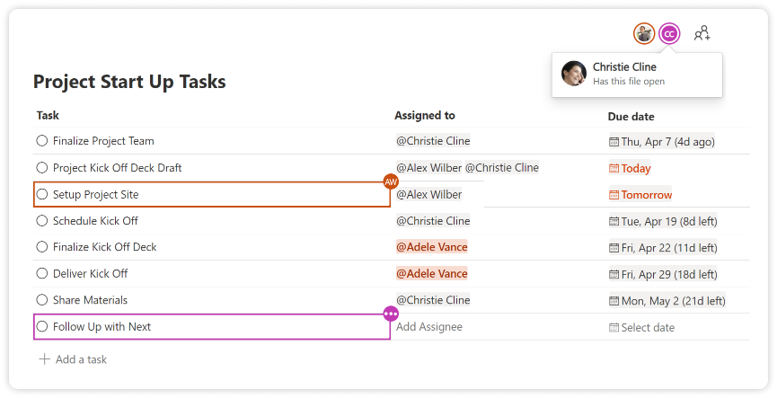 CC
Christie Cline
Has this file open
Project Start Up Tasks
Task Assigned to Due date
Finalize Project Team @Christie Cline Thu, Apr 7 (4d ago)
Project Kick Off Deck Draft @Alex Wilber @Christie Cline Today
AW
Setup Project Site @Alex Wilber Tomorrow
Schedule Kick Off @Christie Cline Tue, Apr 19 (8d left)
Finalize Kick Off Deck @Adele Vance Fri, Apr 22 (11d left)
Deliver Kick Off @Adele Vance Fri, Apr 29 (18d left)
Share Materials @Christie Cline Mon, May 2 (21d left)
Follow Up with Next Add Assignee Select date
Add a task